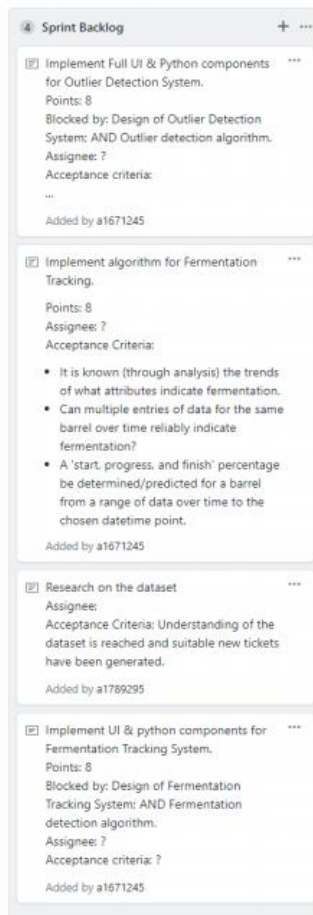 4 Sprint Backlog
Implement Full UI & Python components
for Outlier Detection System.
Points: 8
Blocked by: Design of Outlier Detection
System; AND Outlier detection algorithm.
Assignee: ?
Acceptance criteria:
...
Added by a1671245
Implement algorithm for Fermentation
Tracking.
Points: 8
Assignee: ?
Acceptance Criteria:
• It is known (through analysis) the trends
of what attributes indicate fermentation.
• Can multiple entries of data for the same
barrel over time reliably indicate
fermentation?
• A 'start, progress, and finish' percentage
be determined/predicted for a barrel
from a range of data over time to the
chosen datetime point.
Added by a1671245
Research on the dataset
Assignee:
Acceptance Criteria: Understanding of the
dataset is reached and suitable new tickets
have been generated.
Added by a1789295
Implement UI & python components for
Fermentation Tracking System.
Points: 8
Blocked by: Design of Fermentation
Tracking System; AND Fermentation
detection algorithm.
Assignee: ?
Acceptance criteria: ?
Added by a1671245